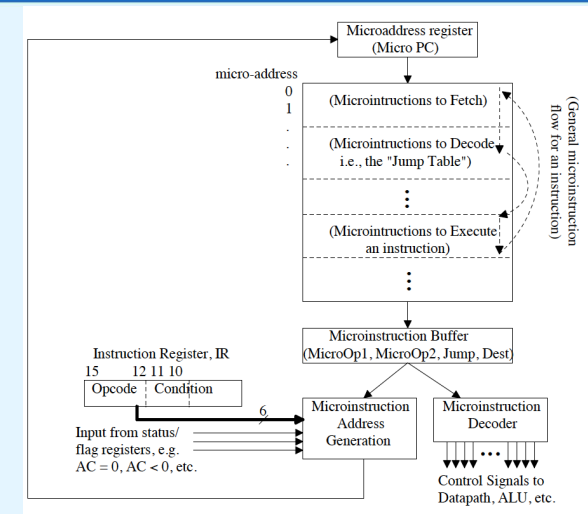 Microaddress register
(Micro PC)
micro-address
0
1
.
.
.
(Microintructions to Fetch)
(Microintructions to Decode
i.e., the "Jump Table")
(Microintructions to Execute
an instruction)
(General microinstruction
flow for an instruction)
Microinstruction Buffer
(MicroOp1, MicroOp2, Jump, Dest)
Instruction Register, IR
15 12 11 10
Opcode Condition
6
Input from status/
flag registers, e.g.
AC = 0, AC < 0, etc.
Microinstruction
Address
Generation
Microinstruction
Decoder
Control Signals to
Datapath, ALU, etc.